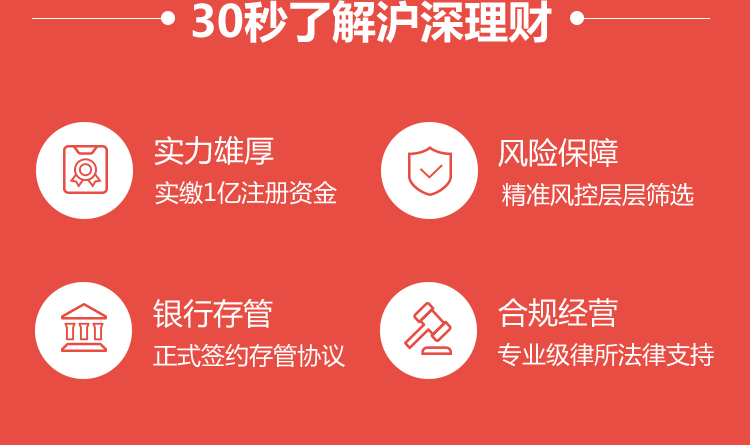 30秒了解沪深理财
实力雄厚
实缴1亿注册资金
风险保障
精准风控层层筛选
银行存管
正式签约存管协议
合规经营
专业级律所法律支持